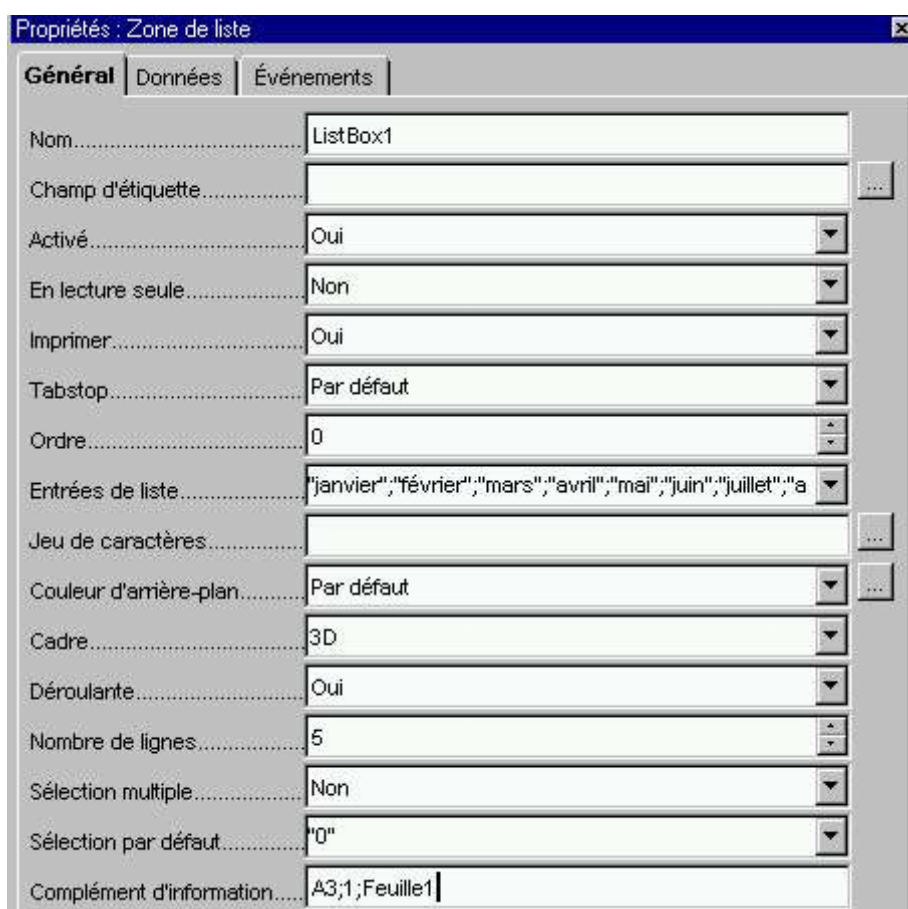 Propriétés : Zone de liste
Général Données Événements
Nom................................ ListBox1
Champ d'étiquette.............. ...
Activé.............................. Oui
En lecture seule................. Non
Imprimer........................... Oui
Tabstop............................ Par défaut
Ordre............................... 0
Entrées de liste................. "janvier";"février";"mars";"avril";"mai";"juin";"juillet";"a
Jeu de caractères.............. ...
Couleur d'arrière-plan.......... Par défaut ...
Cadre............................... 3D
Déroulante........................ Oui
Nombre de lignes................ 5
Sélection multiple................ Non
Sélection par défaut............ "0"
Complément d'information..... A3;1;Feuille1